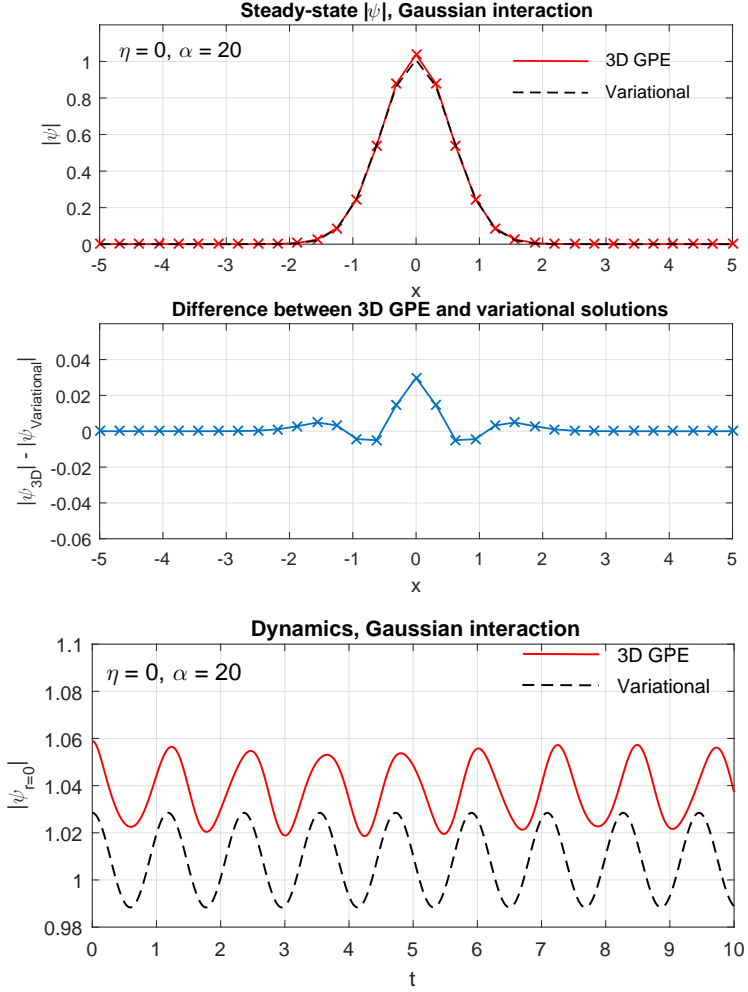 Steady-state |ψ|, Gaussian interaction
η = 0, α = 20
3D GPE
Variational
|ψ|
1
0.8
0.6
0.4
0.2
0
-5 -4 -3 -2 -1 0 1 2 3 4 5
x
Difference between 3D GPE and variational solutions
|ψ_3D| - |ψ_Variational|
0.04
0.02
0
-0.02
-0.04
-0.06
-5 -4 -3 -2 -1 0 1 2 3 4 5
x
Dynamics, Gaussian interaction
η = 0, α = 20
3D GPE
Variational
|ψ_r=0|
1.1
1.08
1.06
1.04
1.02
1
0.98
0 1 2 3 4 5 6 7 8 9 10
t